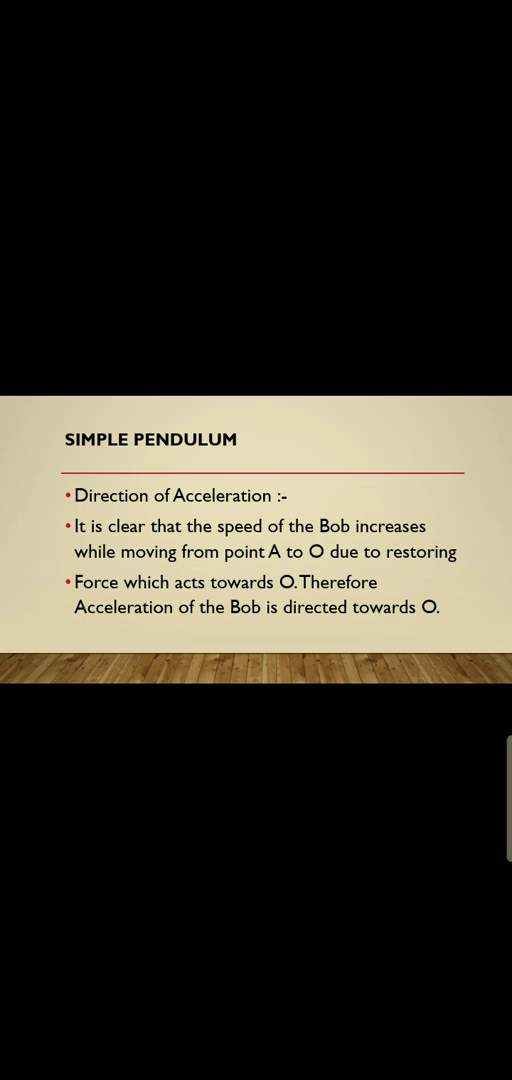 SIMPLE PENDULUM
•Direction of Acceleration :-
•It is clear that the speed of the Bob increases
while moving from point A to O due to restoring
•Force which acts towards O.Therefore
Acceleration of the Bob is directed towards O.